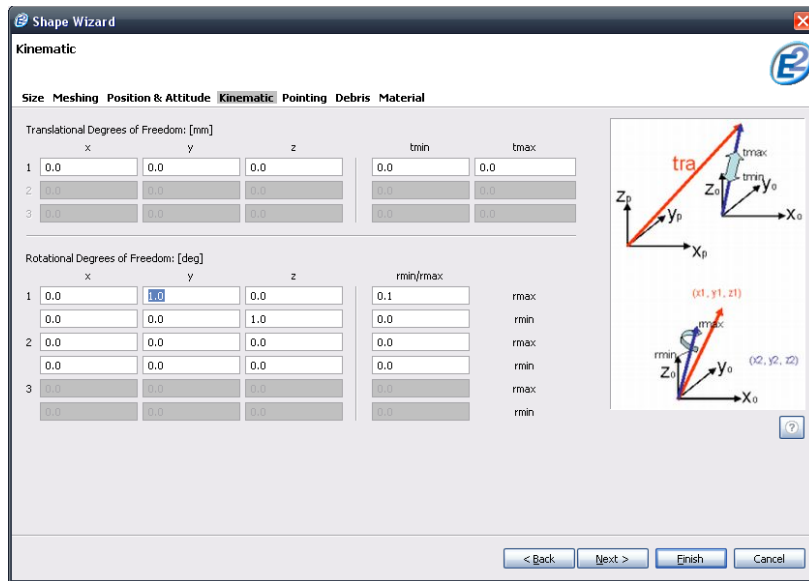 E² Shape Wizard
Kinematic
E²
Size Meshing Position & Attitude Kinematic Pointing Debris Material
Translational Degrees of Freedom: [mm]
x y z tmin tmax
1 0.0 0.0 0.0 0.0 0.0
2 0.0 0.0 0.0 0.0 0.0
3 0.0 0.0 0.0 0.0 0.0
Rotational Degrees of Freedom: [deg]
x y z rmin/rmax
1 0.0 1.0 0.0 0.1 rmax
0.0 0.0 1.0 0.0 rmin
2 0.0 0.0 0.0 0.0 rmax
0.0 0.0 0.0 0.0 rmin
3 0.0 0.0 0.0 0.0 rmax
0.0 0.0 0.0 0.0 rmin
tra
tmax
tmin
Zp
yp
Xp
Zo
yo
Xo
(x1, y1, z1)
rmax
rmin
Zo
yo
(x2, y2, z2)
Xo
?
< Back Next > Finish Cancel